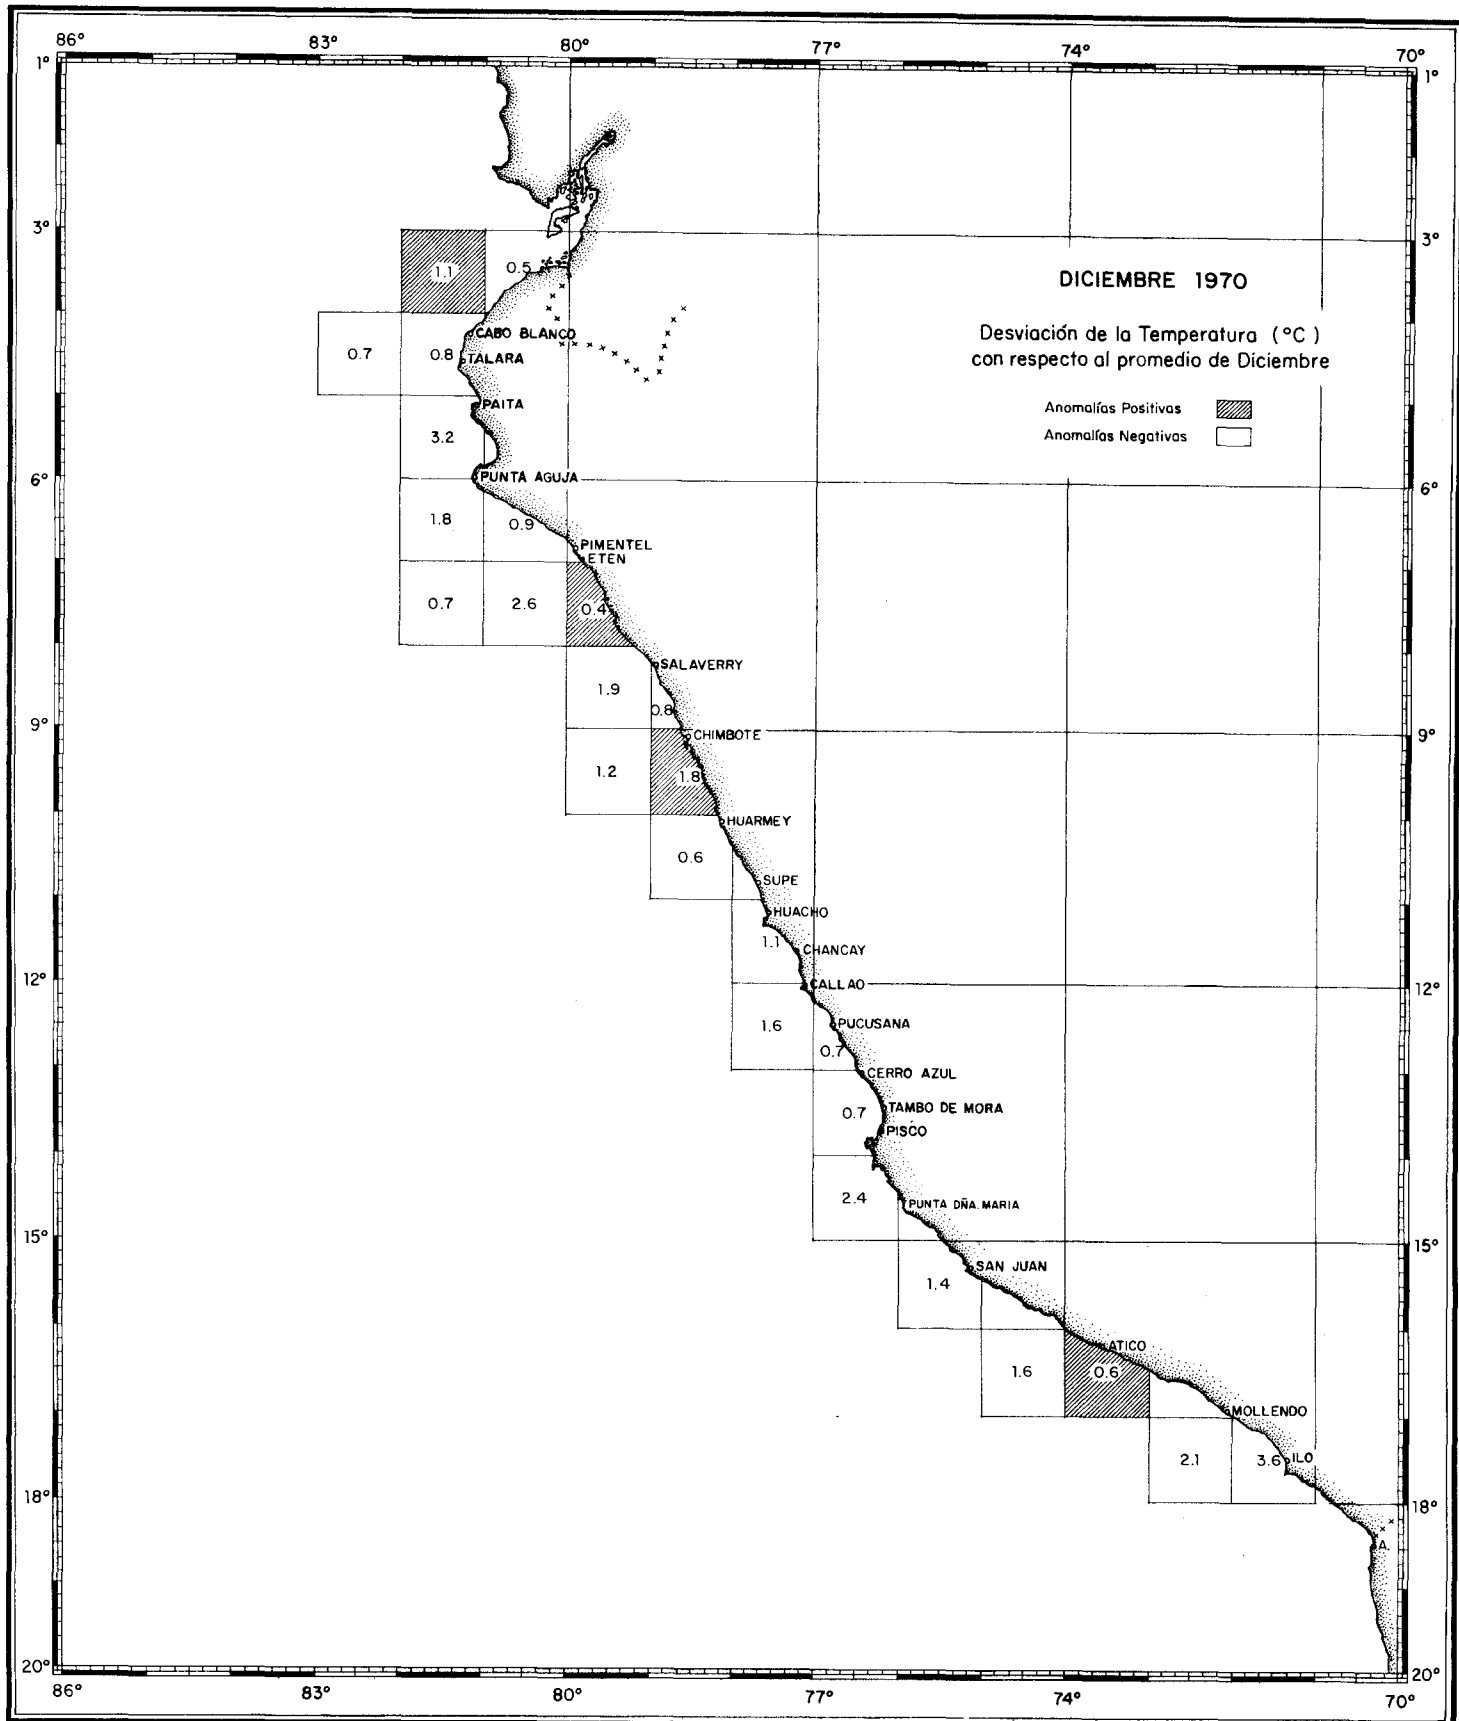 86° 83° 80° 77° 74° 70°
1° 1°
3° 3°
1.1 0.5
DICIEMBRE 1970
Desviación de la Temperatura (°C)
con respecto al promedio de Diciembre
CABO BLANCO
0.7 0.8 TALARA
Anomalías Positivas
PAITA
Anomalías Negativas
3.2
PUNTA AGUJA
6° 6°
1.8 0.9
PIMENTEL
ETEN
0.7 2.6 0.4
SALAVERRY
1.9
0.8
9° 9°
CHIMBOTE
1.2 1.8
HUARMEY
0.6
SUPE
HUACHO
1.1
CHANCAY
12° 12°
CALLAO
1.6 PUCUSANA
0.7
CERRO AZUL
0.7 TAMBO DE MORA
PISCO
2.4 PUNTA DÑA. MARIA
15° 15°
SAN JUAN
1.4
ATICO
1.6 0.6
MOLLENDO
2.1 3.6 ILO
18° 18°
A.
20° 20°
86° 83° 80° 77° 74° 70°